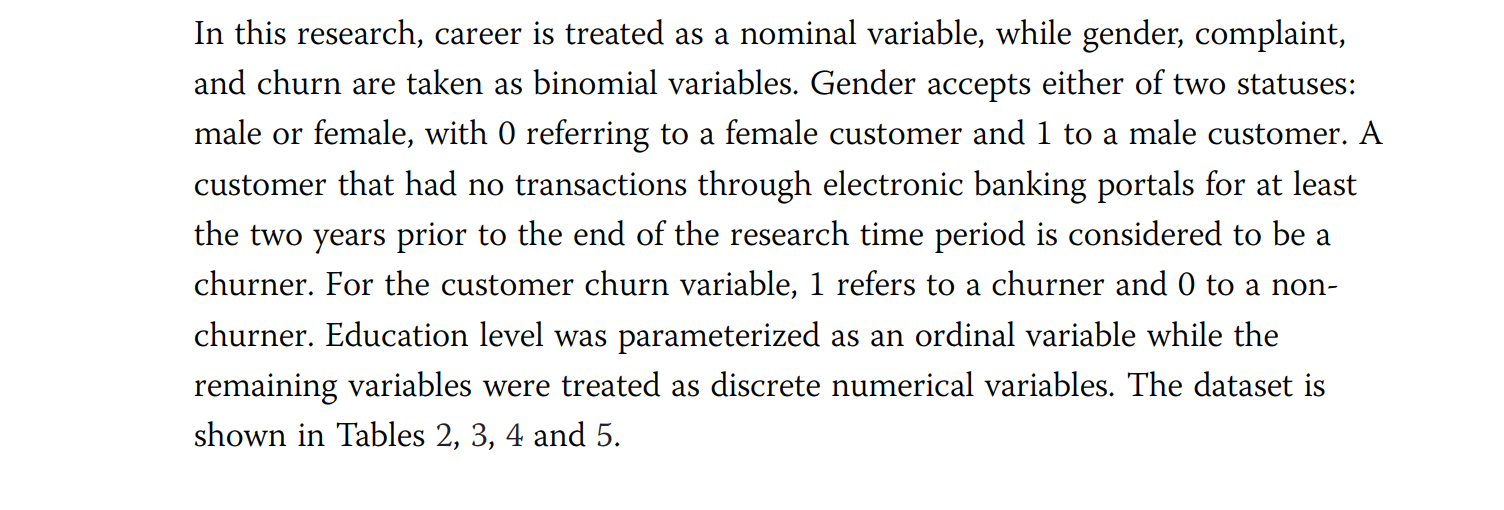 In this research, career is treated as a nominal variable, while gender, complaint,
and churn are taken as binomial variables. Gender accepts either of two statuses:
male or female, with 0 referring to a female customer and 1 to a male customer. A
customer that had no transactions through electronic banking portals for at least
the two years prior to the end of the research time period is considered to be a
churner. For the customer churn variable, 1 refers to a churner and 0 to a non-
churner. Education level was parameterized as an ordinal variable while the
remaining variables were treated as discrete numerical variables. The dataset is
shown in Tables 2, 3, 4 and 5.